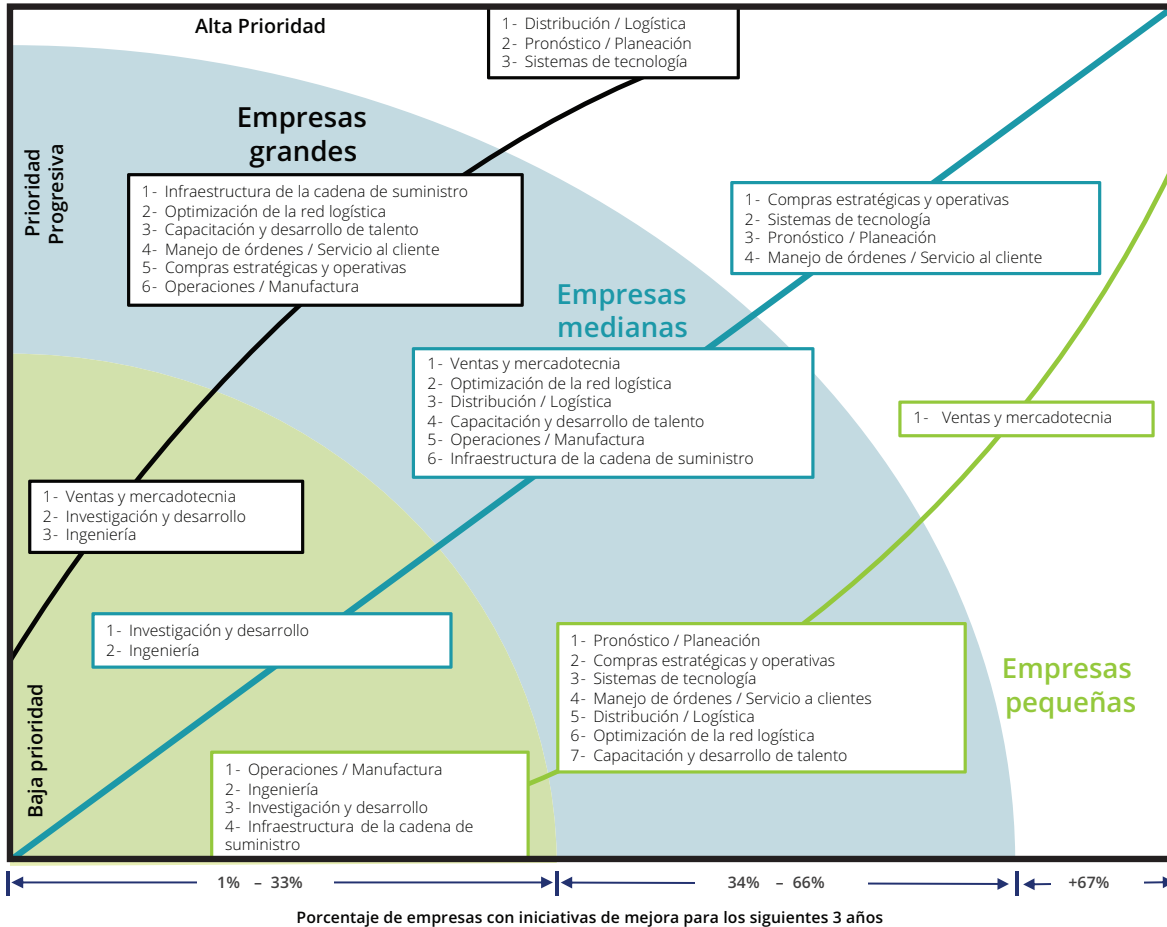 Alta Prioridad
1- Distribución / Logística
2- Pronóstico / Planeación
3- Sistemas de tecnología
Prioridad
Progresiva
Empresas
grandes
1- Infraestructura de la cadena de suministro
2- Optimización de la red logística
3- Capacitación y desarrollo de talento
4- Manejo de órdenes / Servicio al cliente
5- Compras estratégicas y operativas
6- Operaciones / Manufactura
1- Compras estratégicas y operativas
2- Sistemas de tecnología
3- Pronóstico / Planeación
4- Manejo de órdenes / Servicio al cliente
Empresas
medianas
1- Ventas y mercadotecnia
2- Optimización de la red logística
3- Distribución / Logística
4- Capacitación y desarrollo de talento
5- Operaciones / Manufactura
6- Infraestructura de la cadena de suministro
1- Ventas y mercadotecnia
1- Ventas y mercadotecnia
2- Investigación y desarrollo
3- Ingeniería
Baja prioridad
1- Investigación y desarrollo
2- Ingeniería
1- Pronóstico / Planeación
2- Compras estratégicas y operativas
3- Sistemas de tecnología
4- Manejo de órdenes / Servicio a clientes
5- Distribución / Logística
6- Optimización de la red logística
7- Capacitación y desarrollo de talento
Empresas
pequeñas
1- Operaciones / Manufactura
2- Ingeniería
3- Investigación y desarrollo
4- Infraestructura de la cadena de
suministro
1% – 33%
34% – 66%
+67%
Porcentaje de empresas con iniciativas de mejora para los siguientes 3 años